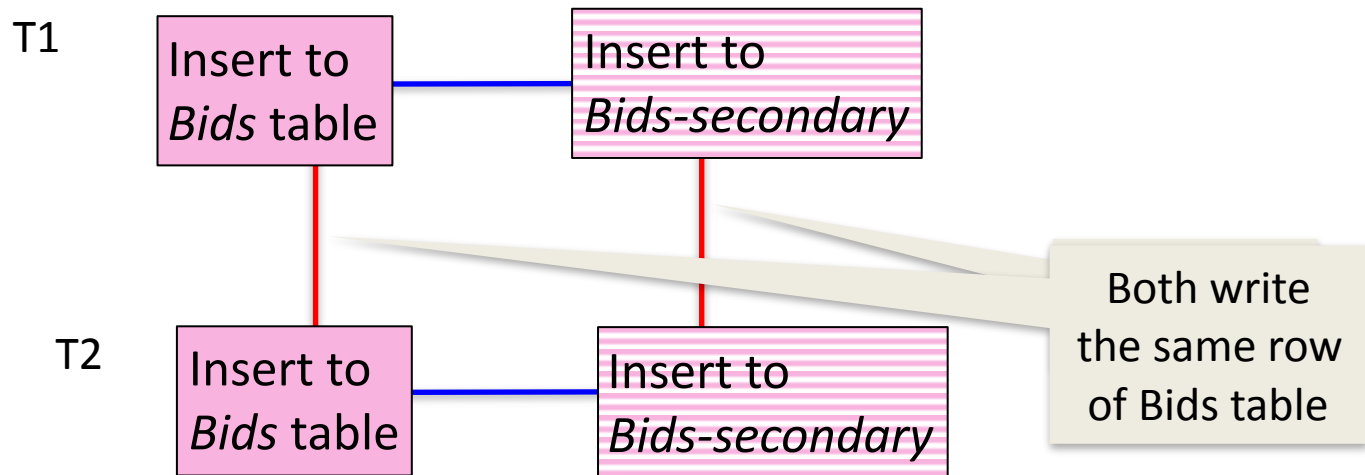 T1
Insert to
Bids table
Insert to
Bids-secondary
Both write
the same row
of Bids table
T2
Insert to
Bids table
Insert to
Bids-secondary